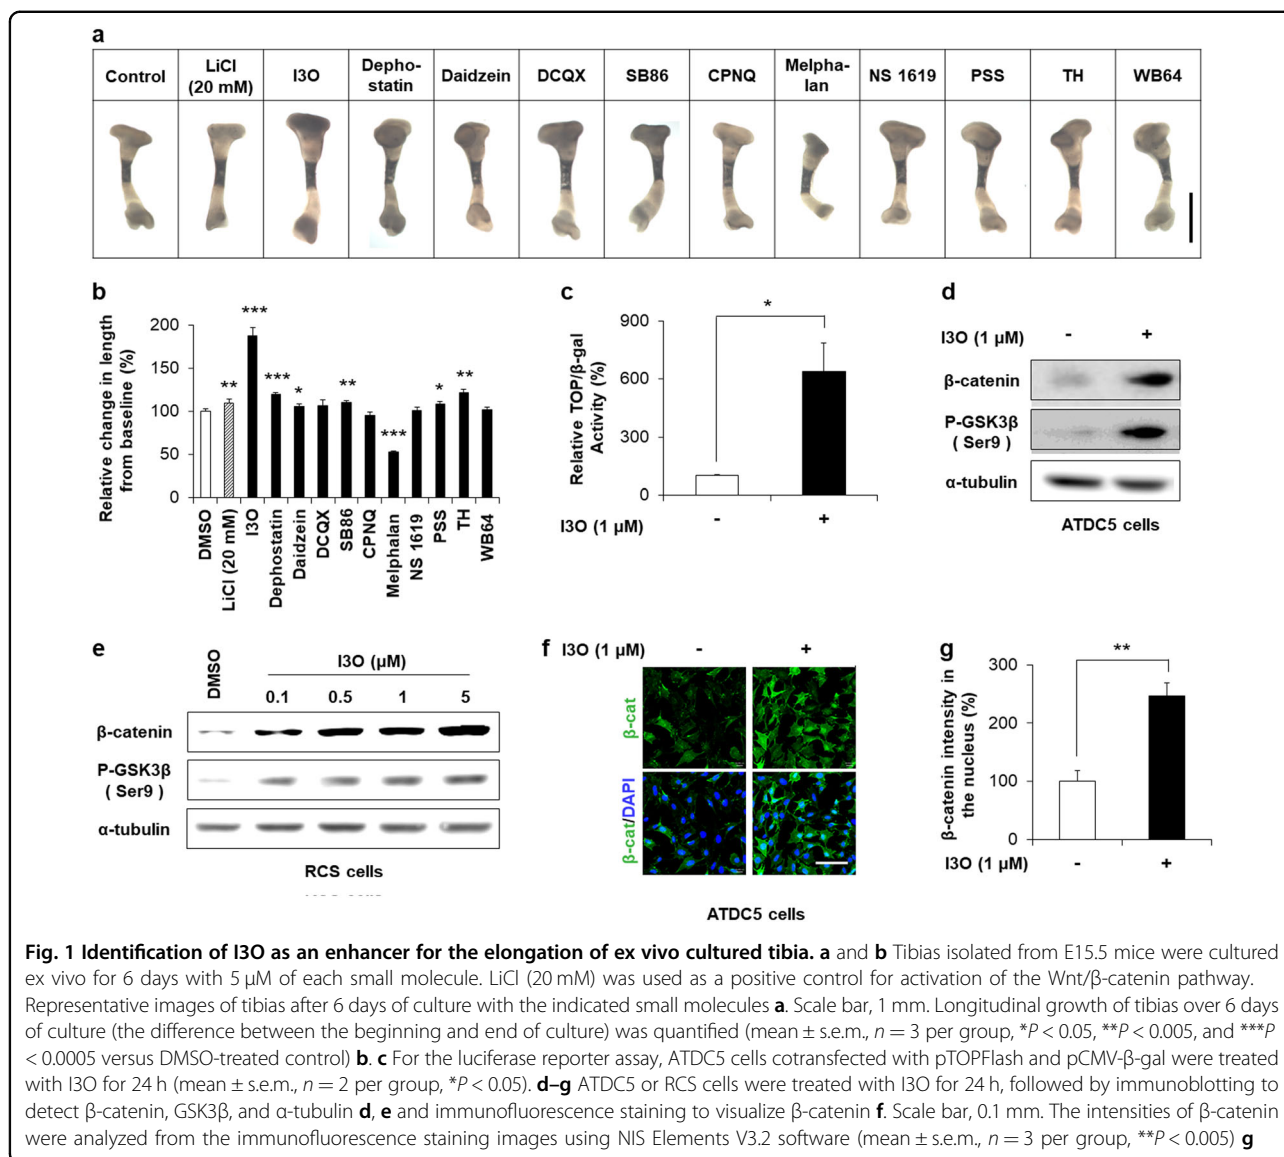 a
Control
LiCl
(20 mM)
I3O
Depho-
statin
Daidzein
DCQX
SB86
CPNQ
Melpha-
lan
NS 1619
PSS
TH
WB64
b
Relative change in length
from baseline (%)
200
150
100
50
0
***
**
***
*
**
***
*
**
DMSO
LiCl (20 mM)
I3O
Dephostatin
Daidzein
DCQX
SB86
CPNQ
Melphalan
NS 1619
PSS
TH
WB64
c
Relative TOP/β-gal
Activity (%)
900
600
300
0
*
I3O (1 µM) - +
d
I3O (1 µM) - +
β-catenin
P-GSK3β
( Ser9 )
α-tubulin
ATDC5 cells
e
DMSO
I3O (µM)
0.1 0.5 1 5
β-catenin
P-GSK3β
( Ser9 )
α-tubulin
RCS cells
f
I3O (1 µM) - +
β-cat
β-cat/DAPI
ATDC5 cells
g
β-catenin intensity in
the nucleus (%)
300
200
100
0
**
I3O (1 µM) - +
Fig. 1 Identification of I3O as an enhancer for the elongation of ex vivo cultured tibia. a and b Tibias isolated from E15.5 mice were cultured
ex vivo for 6 days with 5 µM of each small molecule. LiCl (20 mM) was used as a positive control for activation of the Wnt/β-catenin pathway.
Representative images of tibias after 6 days of culture with the indicated small molecules a. Scale bar, 1 mm. Longitudinal growth of tibias over 6 days
of culture (the difference between the beginning and end of culture) was quantified (mean ± s.e.m., n = 3 per group, *P < 0.05, **P < 0.005, and ***P
< 0.0005 versus DMSO-treated control) b. c For the luciferase reporter assay, ATDC5 cells cotransfected with pTOPFlash and pCMV-β-gal were treated
with I3O for 24 h (mean ± s.e.m., n = 2 per group, *P < 0.05). d–g ATDC5 or RCS cells were treated with I3O for 24 h, followed by immunoblotting to
detect β-catenin, GSK3β, and α-tubulin d, e and immunofluorescence staining to visualize β-catenin f. Scale bar, 0.1 mm. The intensities of β-catenin
were analyzed from the immunofluorescence staining images using NIS Elements V3.2 software (mean ± s.e.m., n = 3 per group, **P < 0.005) g